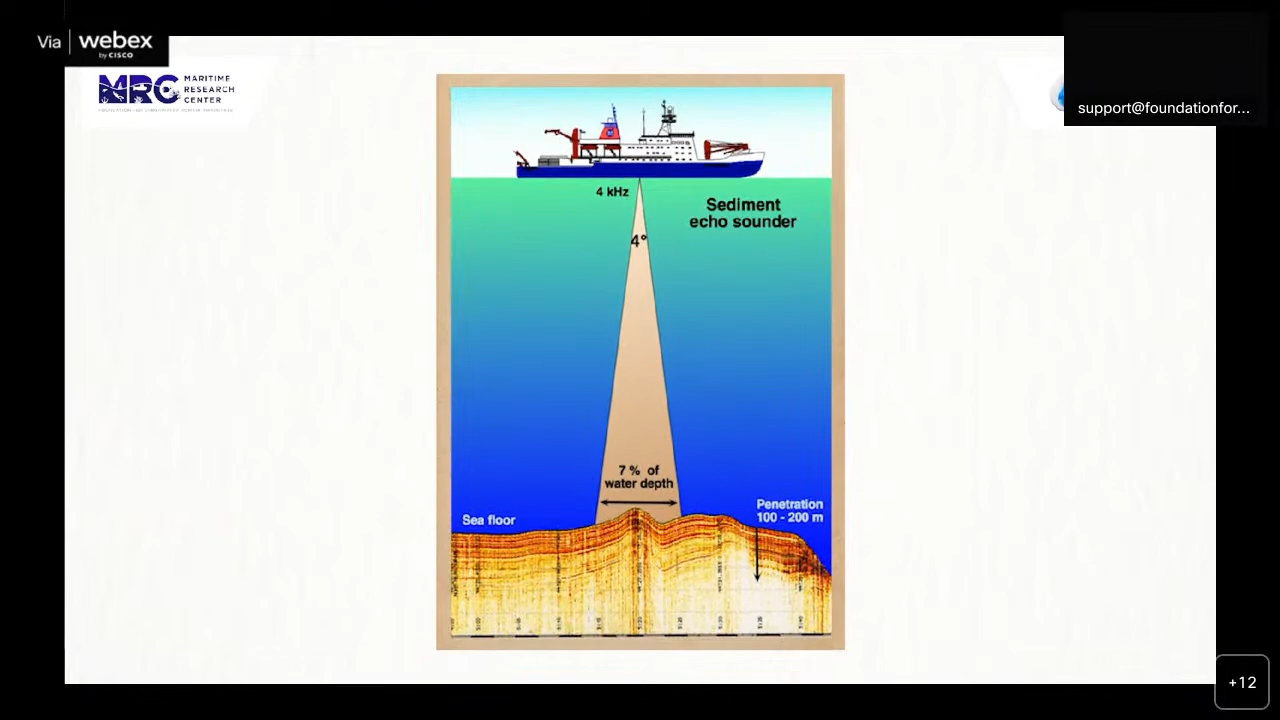 Via webex
by CISCO
MRC MARITIME
RESEARCH
CENTER
support@foundationfor...
4 kHz
Sediment
echo sounder
4°
7 % of
water depth
Sea floor
Penetration
100 - 200 m
+12